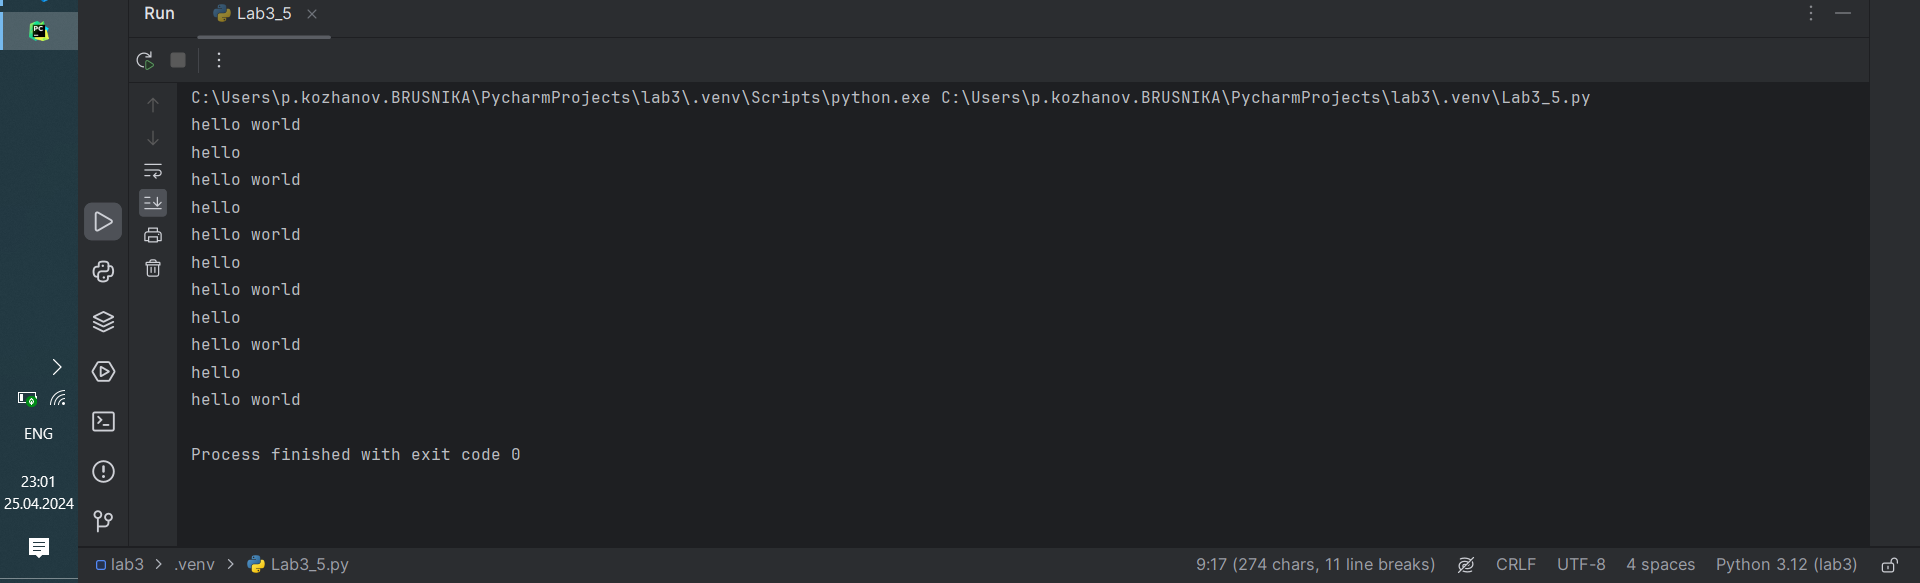 Run Lab3_5
C:\Users\p.kozhanov.BRUSNIKA\PycharmProjects\lab3\.venv\Scripts\python.exe C:\Users\p.kozhanov.BRUSNIKA\PycharmProjects\lab3\.venv\Lab3_5.py
hello world
hello
hello world
hello
hello world
hello
hello world
hello
hello world
hello
hello world
Process finished with exit code 0
PC
ENG
23:01
25.04.2024
lab3 > .venv > Lab3_5.py 9:17 (274 chars, 11 line breaks) CRLF UTF-8 4 spaces Python 3.12 (lab3)